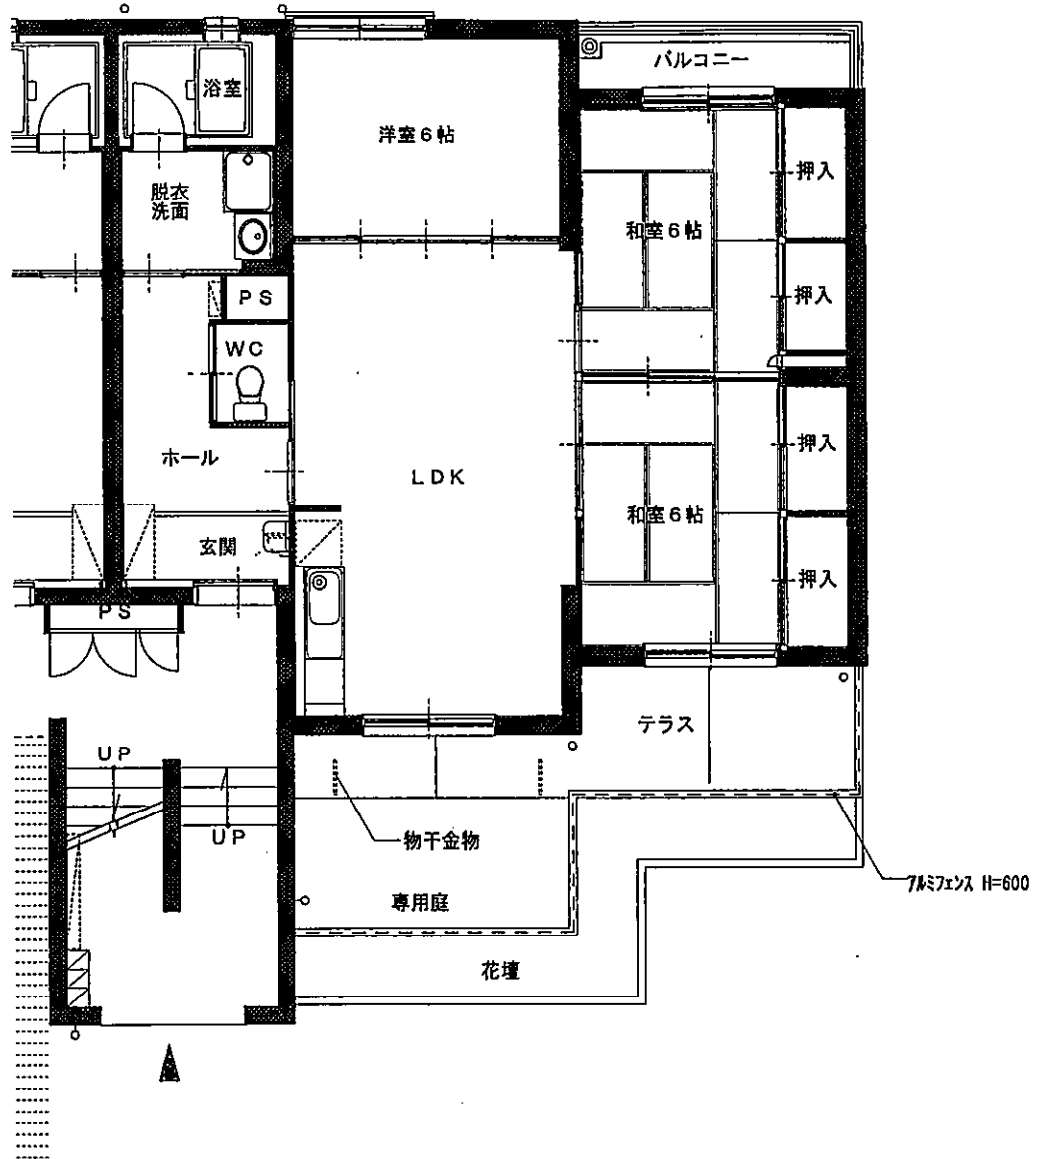 バルコニー
浴室
洋室6帖
押入
脱衣
洗面
和室6帖
押入
PS
WC
ホール
LDK
押入
玄関
和室6帖
押入
PS
テラス
UP
UP
物干金物
アルミフェンス H=600
専用庭
花壇